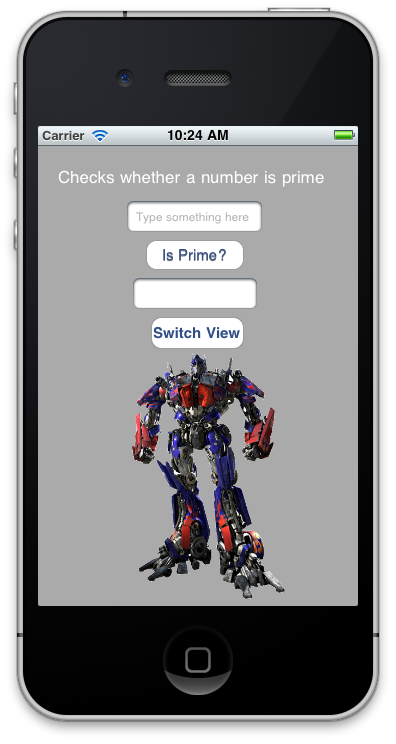 Carrier 10:24 AM
Checks whether a number is prime
Type something here
Is Prime?
Switch View